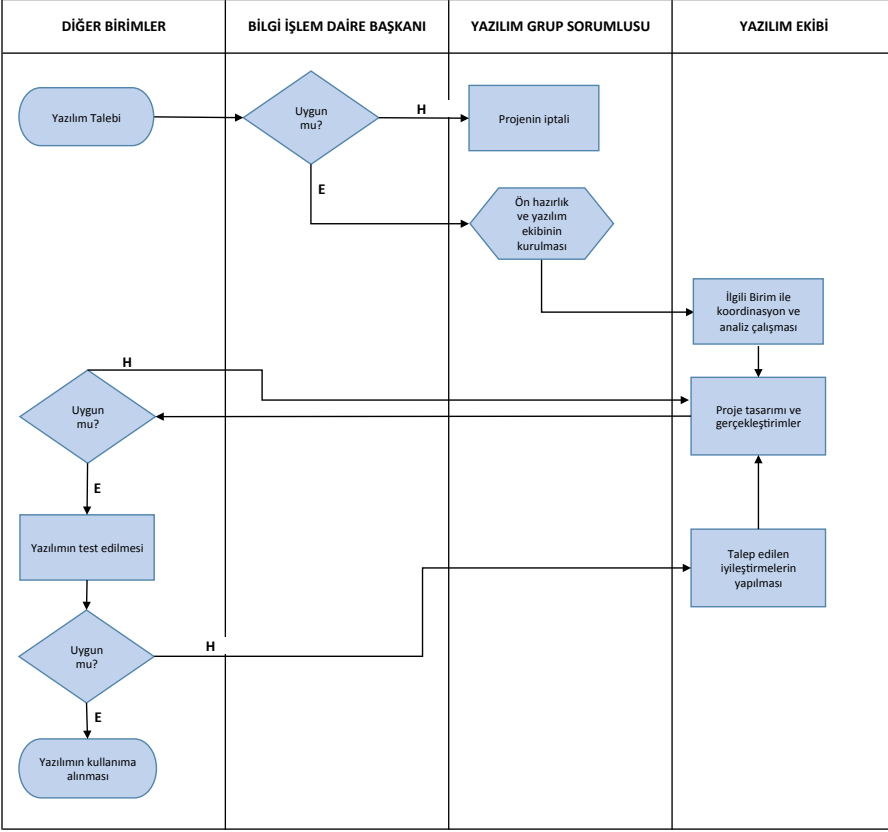 DİĞER BİRİMLER
BİLGİ İŞLEM DAİRE BAŞKANI
YAZILIM GRUP SORUMLUSU
YAZILIM EKİBİ
Yazılım Talebi
Uygun
mu?
H
Projenin iptali
E
Ön hazırlık
ve yazılım
ekibinin
kurulması
İlgili Birim ile
koordinasyon ve
analiz çalışması
H
Uygun
mu?
Proje tasarımı ve
gerçekleştirimler
E
Yazılımın test edilmesi
Talep edilen
iyileştirmelerin
yapılması
Uygun
mu?
H
E
Yazılımın kullanıma
alınması